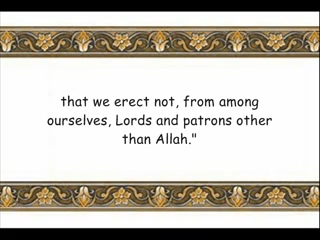 that we erect not, from among
ourselves, Lords and patrons other
than Allah."